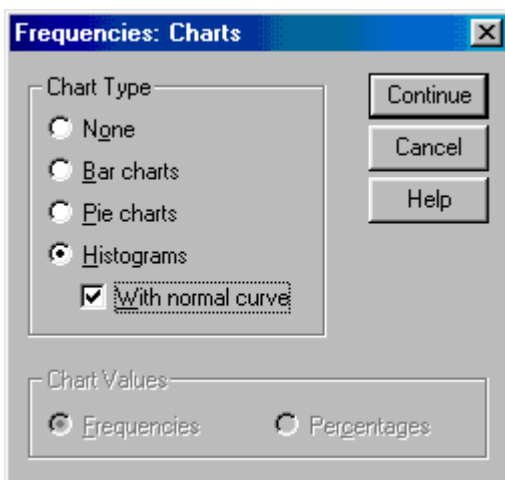 Frequencies: Charts
Chart Type
None
Bar charts
Pie charts
Histograms
With normal curve
Continue
Cancel
Help
Chart Values
Frequencies
Percentages